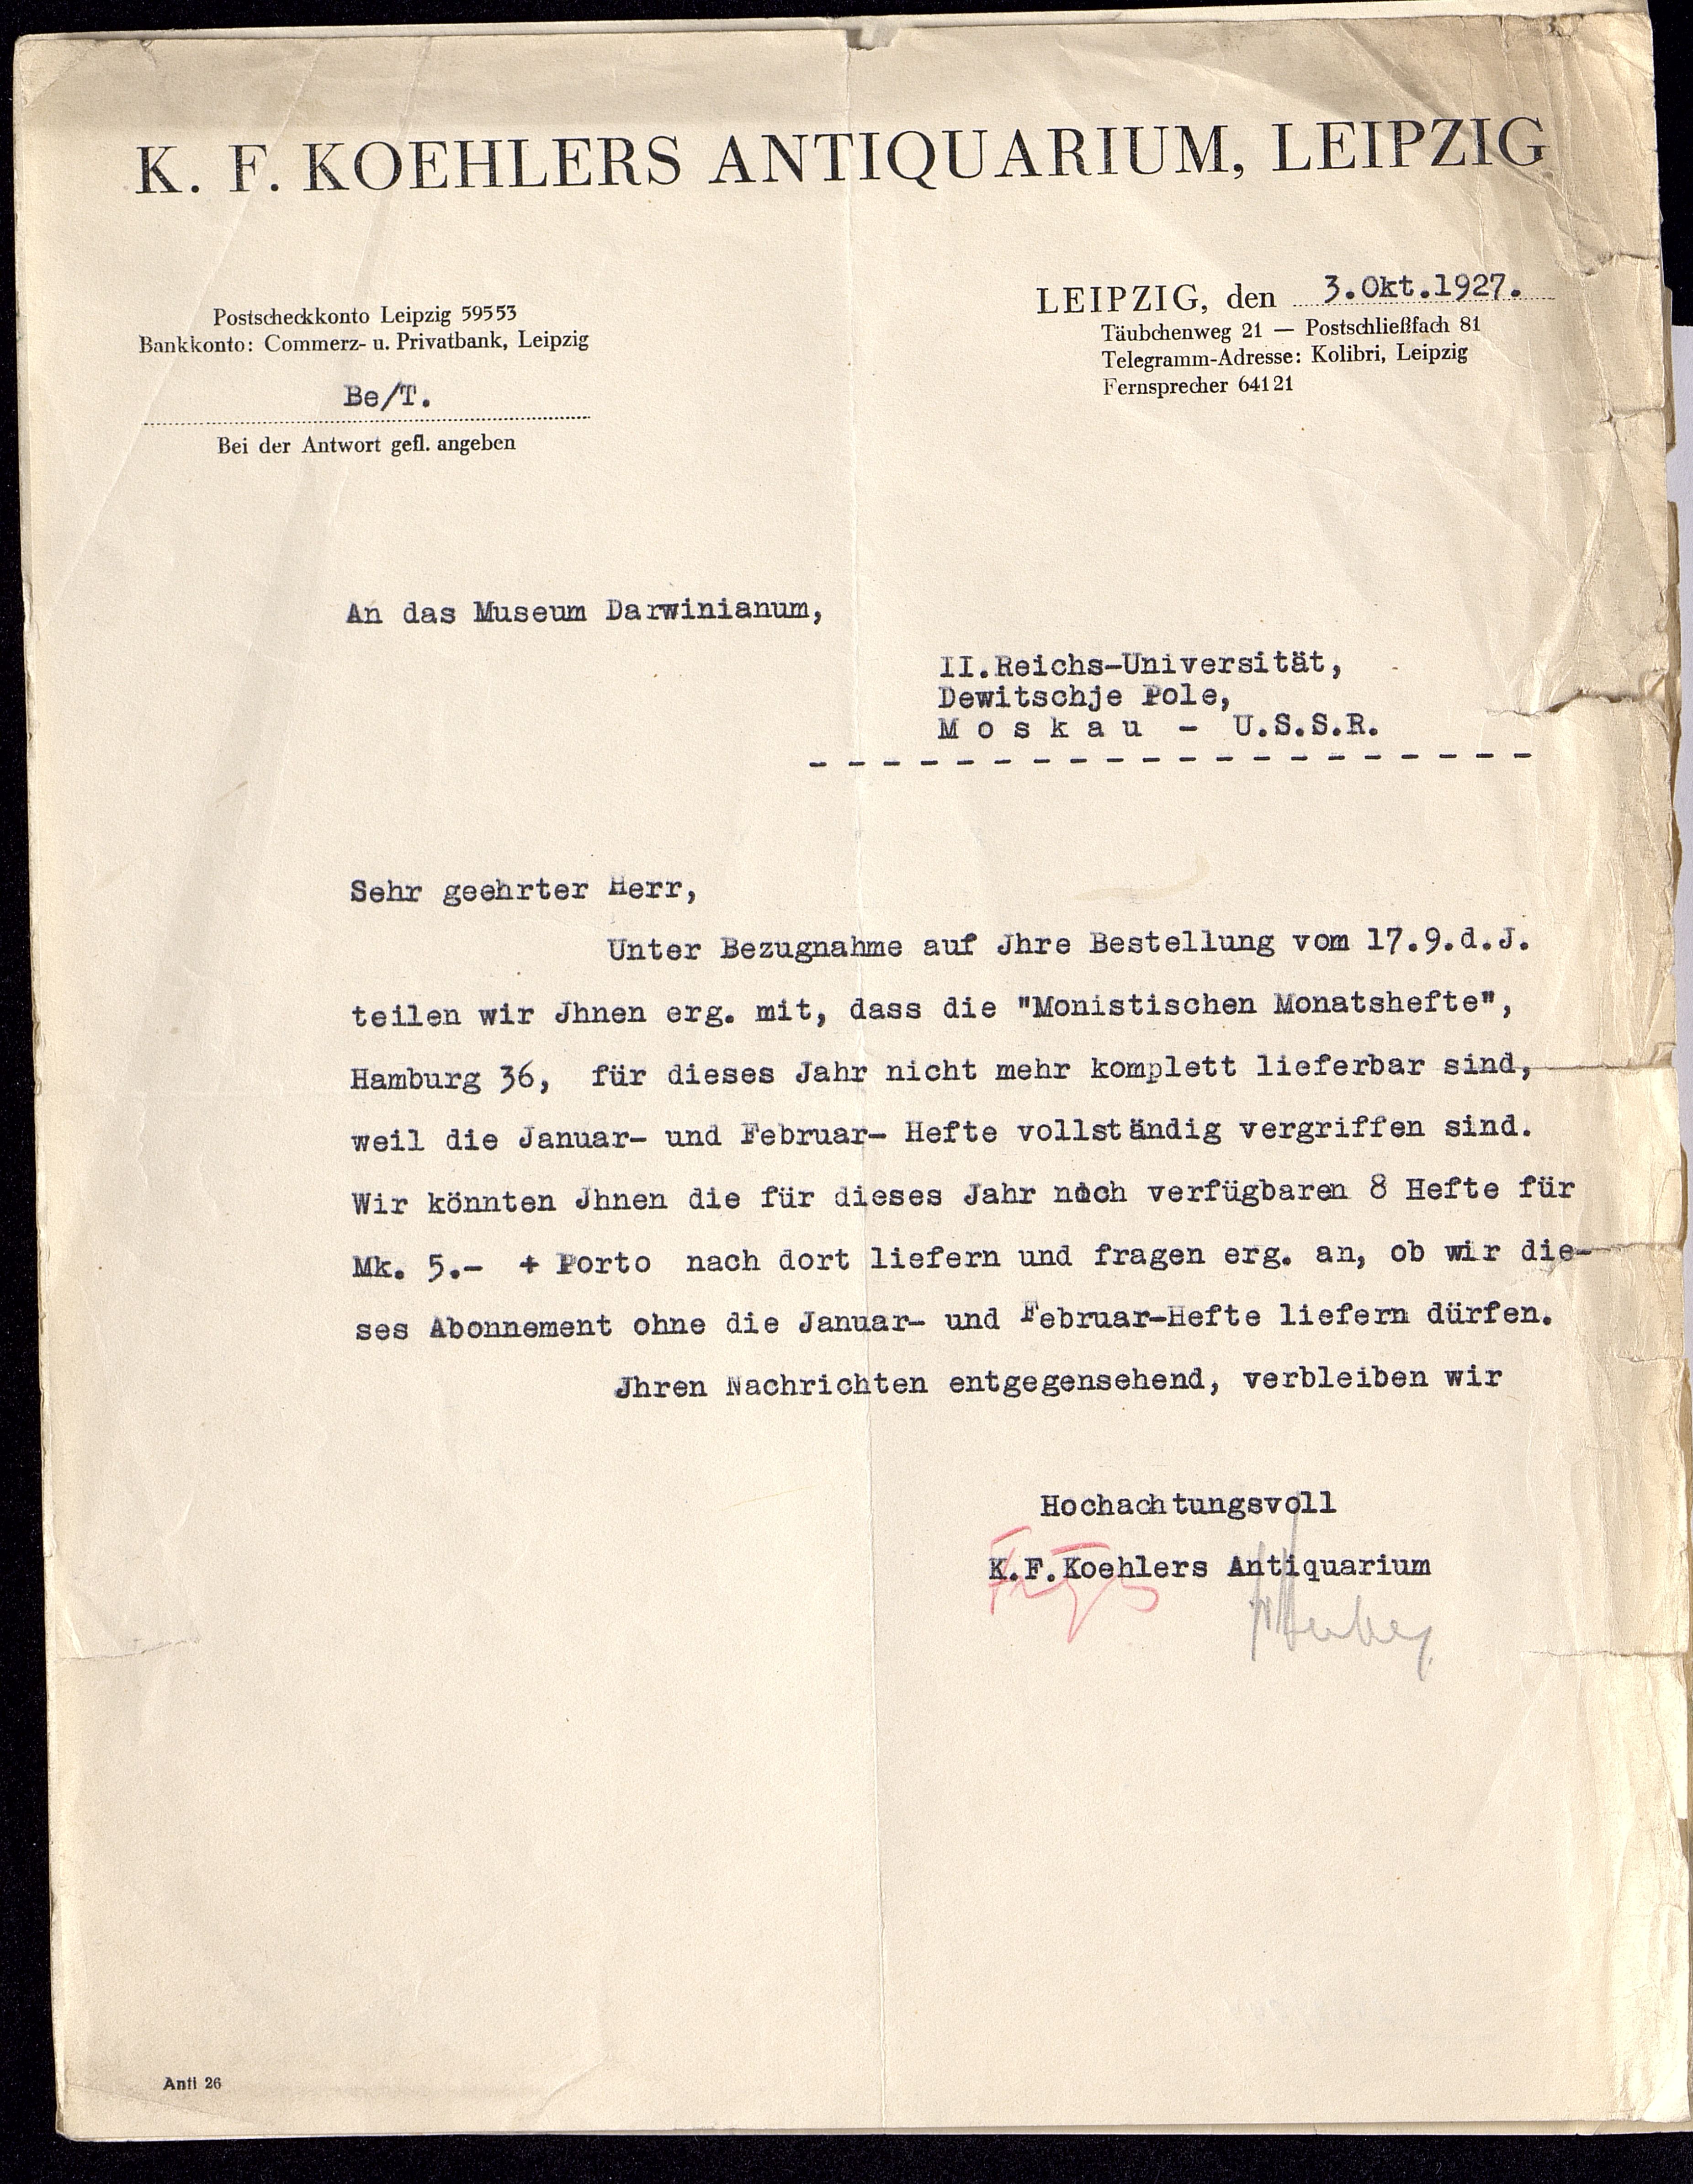 K. F. KOEHLERS ANTIQUARIUM, LEIPZIG
Postscheckkonto Leipzig 59553
Bankkonto: Commerz- u. Privatbank, Leipzig
Be/T.
Bei der Antwort gefl. angeben
LEIPZIG, den 3.Okt.1927.
Täubchenweg 21 — Postschließfach 81
Telegramm-Adresse: Kolibri, Leipzig
Fernsprecher 64121
An das Museum Darwinianum,
II.Reichs-Universität,
Dewitschje Pole,
M o s k a u - U.S.S.R.
Sehr geehrter Herr,
Unter Bezugnahme auf Jhre Bestellung vom 17.9.d.J.
teilen wir Jhnen erg. mit, dass die "Monistischen Monatshefte",
Hamburg 36, für dieses Jahr nicht mehr komplett lieferbar sind,
weil die Januar- und Februar- Hefte vollständig vergriffen sind.
Wir könnten Jhnen die für dieses Jahr noch verfügbaren 8 Hefte für
Mk. 5.- + Porto nach dort liefern und fragen erg. an, ob wir die-
ses Abonnement ohne die Januar- und Februar-Hefte liefern dürfen.
Jhren Nachrichten entgegensehend, verbleiben wir
Hochachtungsvoll
K.F.Koehlers Antiquarium
Anti 26